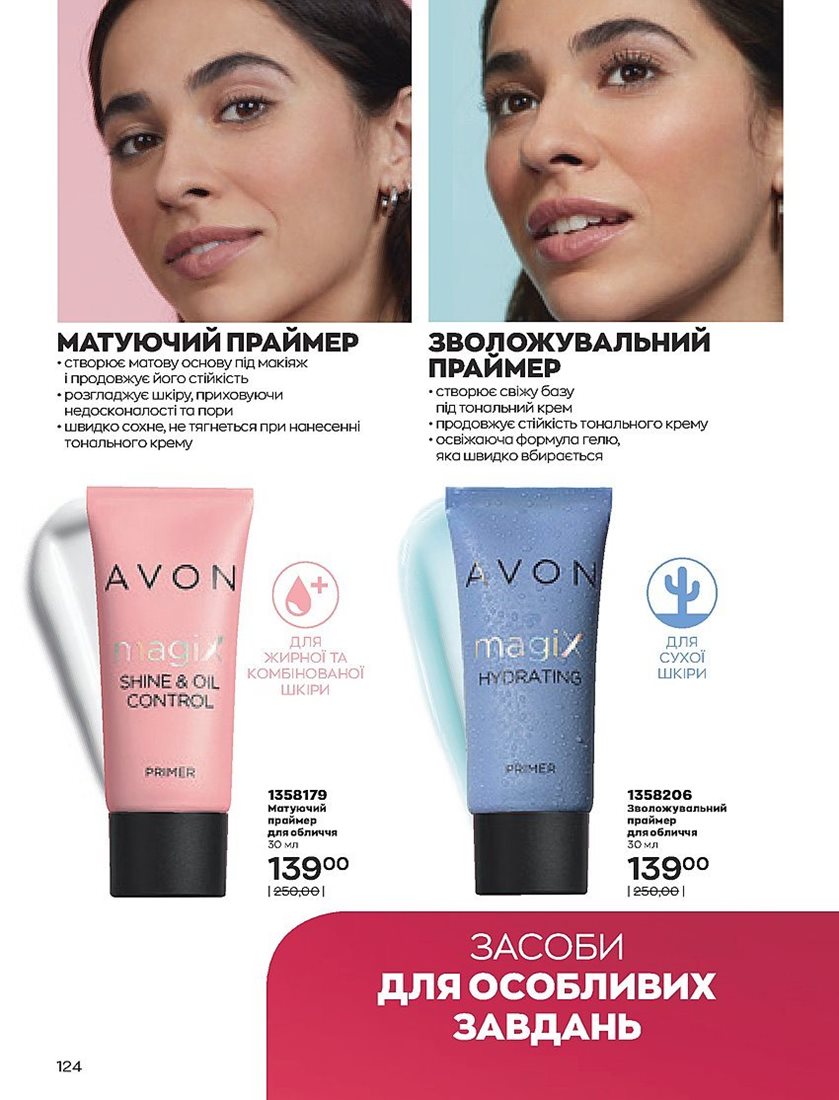 МАТУЮЧИЙ ПРАЙМЕР
• створює матову основу під макіяж
і продовжує його стійкість
• розгладжує шкіру, приховуючи
недосконалості та пори
• швидко сохне, не тягнеться при нанесенні
тонального крему
ЗВОЛОЖУВАЛЬНИЙ
ПРАЙМЕР
• створює свіжу базу
під тональний крем
• продовжує стійкість тонального крему
• освіжаюча формула гелю,
яка швидко вбирається
AVON
magiX
SHINE & OIL
CONTROL
PRIMER
ДЛЯ
ЖИРНОЇ ТА
КОМБІНОВАНОЇ
ШКІРИ
1358179
Матуючий
праймер
для обличчя
30 мл
13900
| 250,00 |
AVON
magiX
HYDRATING
PRIMER
ДЛЯ
СУХОЇ
ШКІРИ
1358206
Зволожувальний
праймер
для обличчя
30 мл
13900
| 250,00 |
ЗАСОБИ
ДЛЯ ОСОБЛИВИХ
ЗАВДАНЬ
124